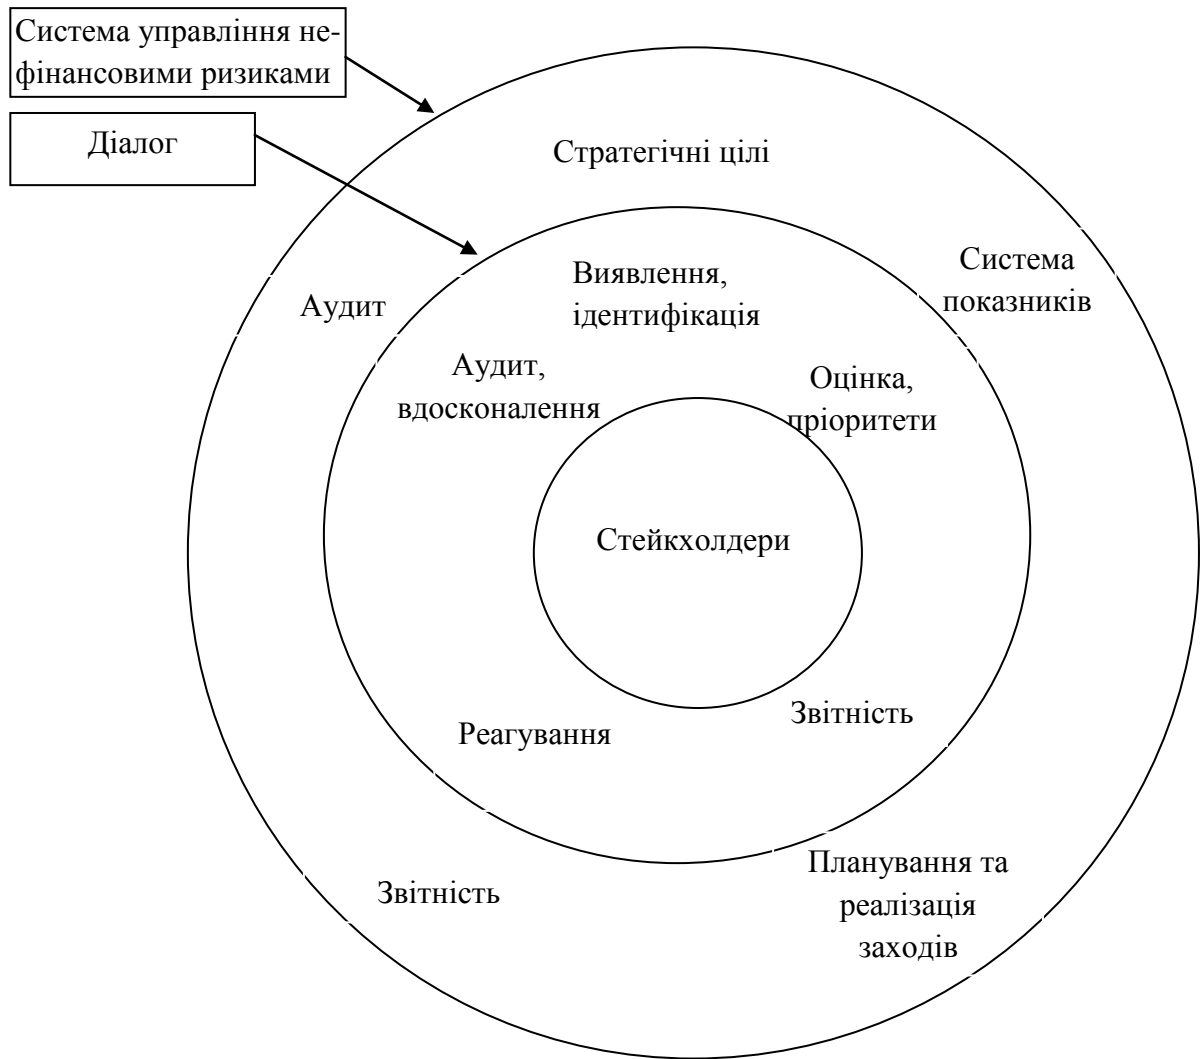 Система управління не-
фінансовими ризиками
Діалог
Стратегічні цілі
Система
показників
Виявлення,
ідентифікація
Аудит
Аудит,
вдосконалення
Оцінка,
пріоритети
Стейкхолдери
Реагування
Звітність
Звітність
Планування та
реалізація
заходів